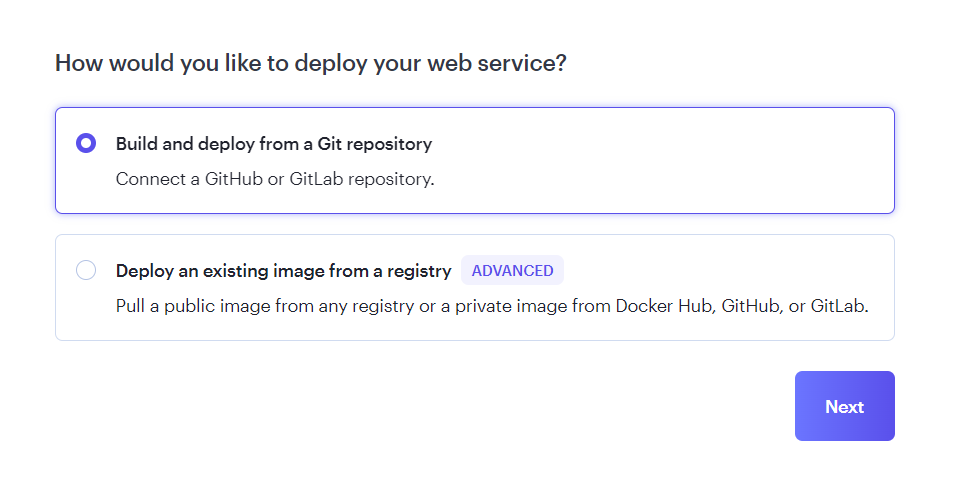 How would you like to deploy your web service?
Build and deploy from a Git repository
Connect a GitHub or GitLab repository.
Deploy an existing image from a registry ADVANCED
Pull a public image from any registry or a private image from Docker Hub, GitHub, or GitLab.
Next